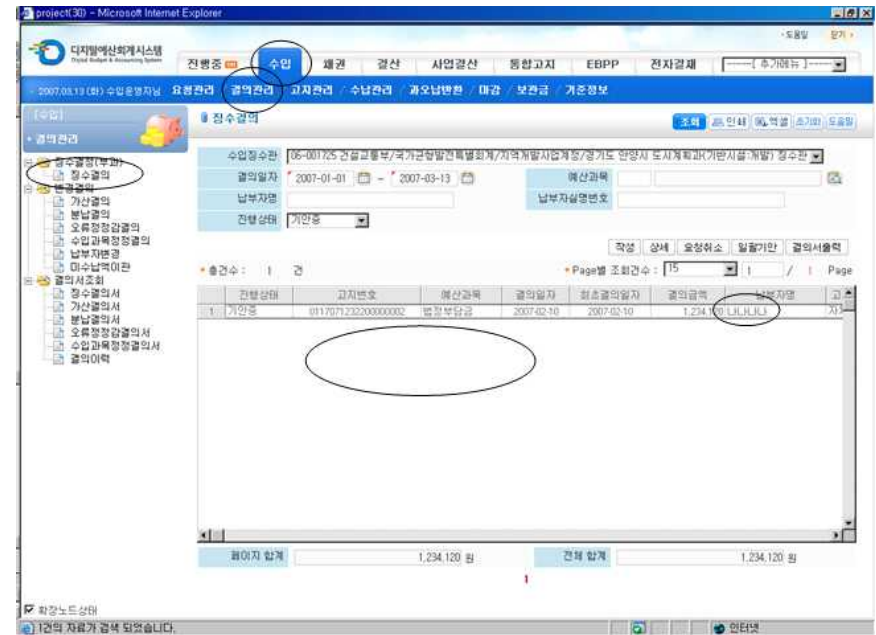 project(30) - Microsoft Internet Explorer
·도움말 닫기
디지털예산회계시스템
Digital Budget & Accounting System
진행중 수입 채권 결산 사업결산 통합고지 EBPP 전자결재 ------[ 추가메뉴 ]------
2007.03.13 (화) 수입운영자님 요청관리 / 결의관리 / 고지관리 / 수납관리 / 과오납반환 / 마감 / 보관금 / 기준정보
[수입]
• 결의관리
징수결정(부과)
징수결의
변경결의
가산결의
분납결의
오류정정감결의
수입과목정정결의
납부자변경
미수납액이관
결의서조회
징수결의서
가산결의서
분납결의서
오류정정감결의서
수입과목정정결의서
결의이력
징수결의
조회 인쇄 엑셀 초기화 도움말
수입징수관 06-001725 건설교통부/국가균형발전특별회계/지역개발사업계정/경기도 안양시 도시계획과(기반시설:개발) 징수관
결의일자 2007-01-01 ~ 2007-03-13 예산과목
납부자명 납부자실명번호
진행상태 기안중
작성 상세 요청취소 일괄기안 결의서출력
• 총건수 : 1 건 • Page별 조회건수 : 15 1 / 1 Page
진행상태 고지번호 예산과목 결의일자 최초결의일자 결의금액 납부자명 고
1 기안중 0117071232200000002 법정부담금 2007-02-10 2007-02-10 1,234,120 나나나나
페이지 합계 1,234,120 원 전체 합계 1,234,120 원
1
확장노드상태
1건의 자료가 검색 되었습니다. 인터넷